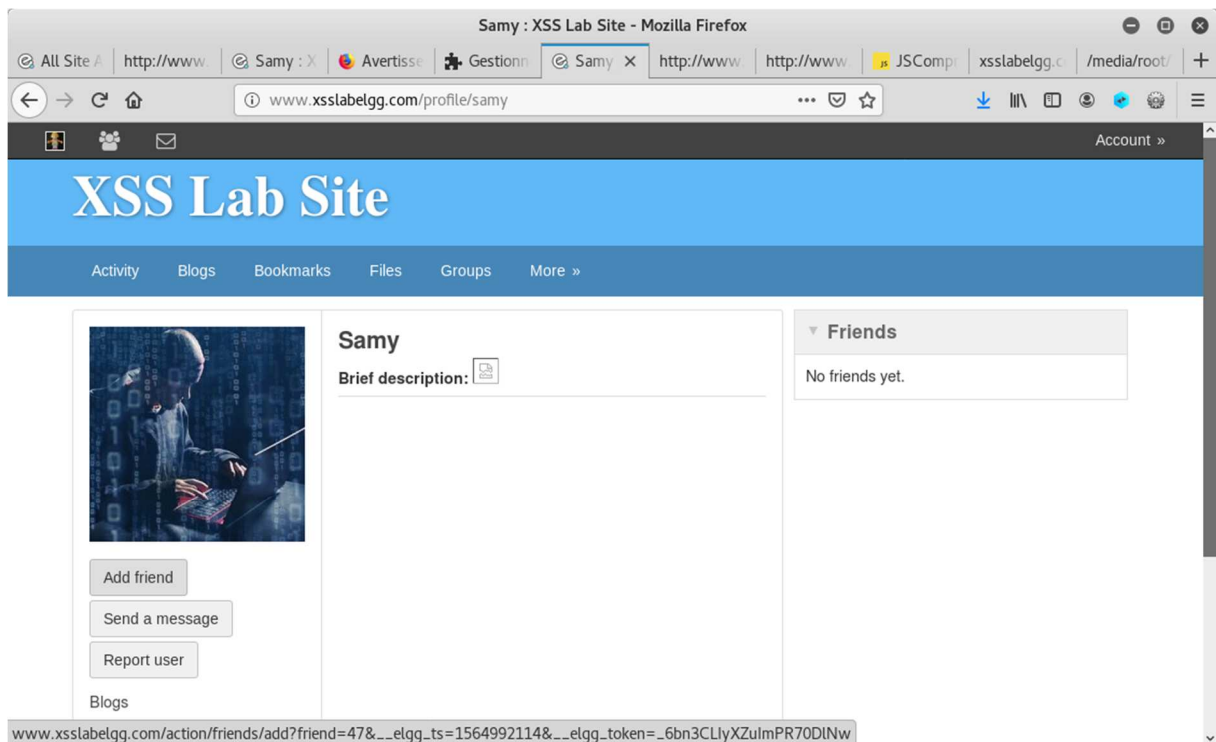 Samy : XSS Lab Site - Mozilla Firefox
All Site A http://www. Samy : X Avertisse Gestionn Samy http://www. http://www JSCompr xsslabelgg.c /media/root/
www.xsslabelgg.com/profile/samy
Account »
XSS Lab Site
Activity Blogs Bookmarks Files Groups More »
Samy
Brief description:
Friends
No friends yet.
Add friend
Send a message
Report user
Blogs
www.xsslabelgg.com/action/friends/add?friend=47&__elgg_ts=1564992114&__elgg_token=_6bn3CLIyXZuImPR70DlNw